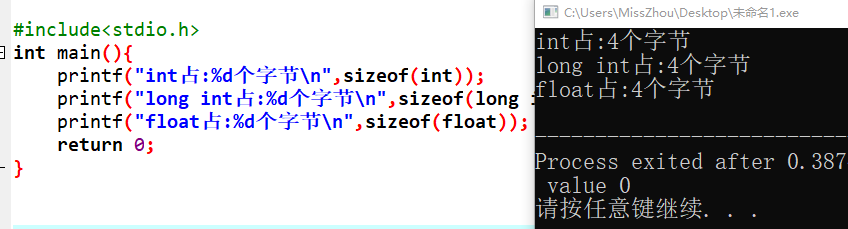 #include<stdio.h>
int main(){
printf("int占:%d个字节\n",sizeof(int));
printf("long int占:%d个字节\n",sizeof(long i
printf("float占:%d个字节\n",sizeof(float));
return 0;
}
C:\Users\MissZhou\Desktop\未命名1.exe
int占:4个字节
long int占:4个字节
float占:4个字节
--------------------------
Process exited after 0.387
value 0
请按任意键继续. . .